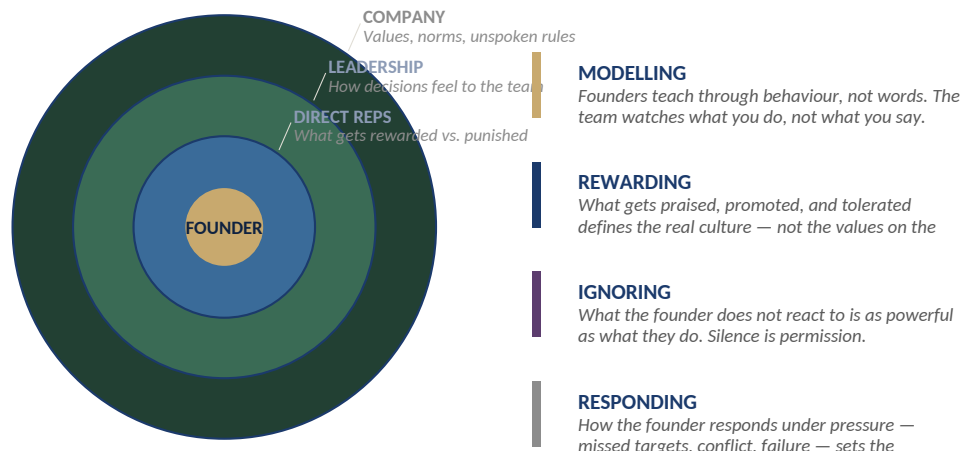 COMPANY
Values, norms, unspoken rules
LEADERSHIP
How decisions feel to the team
DIRECT REPS
What gets rewarded vs. punished
FOUNDER
MODELLING
Founders teach through behaviour, not words. The
team watches what you do, not what you say.
REWARDING
What gets praised, promoted, and tolerated
defines the real culture — not the values on the
IGNORING
What the founder does not react to is as powerful
as what they do. Silence is permission.
RESPONDING
How the founder responds under pressure —
missed targets, conflict, failure — sets the